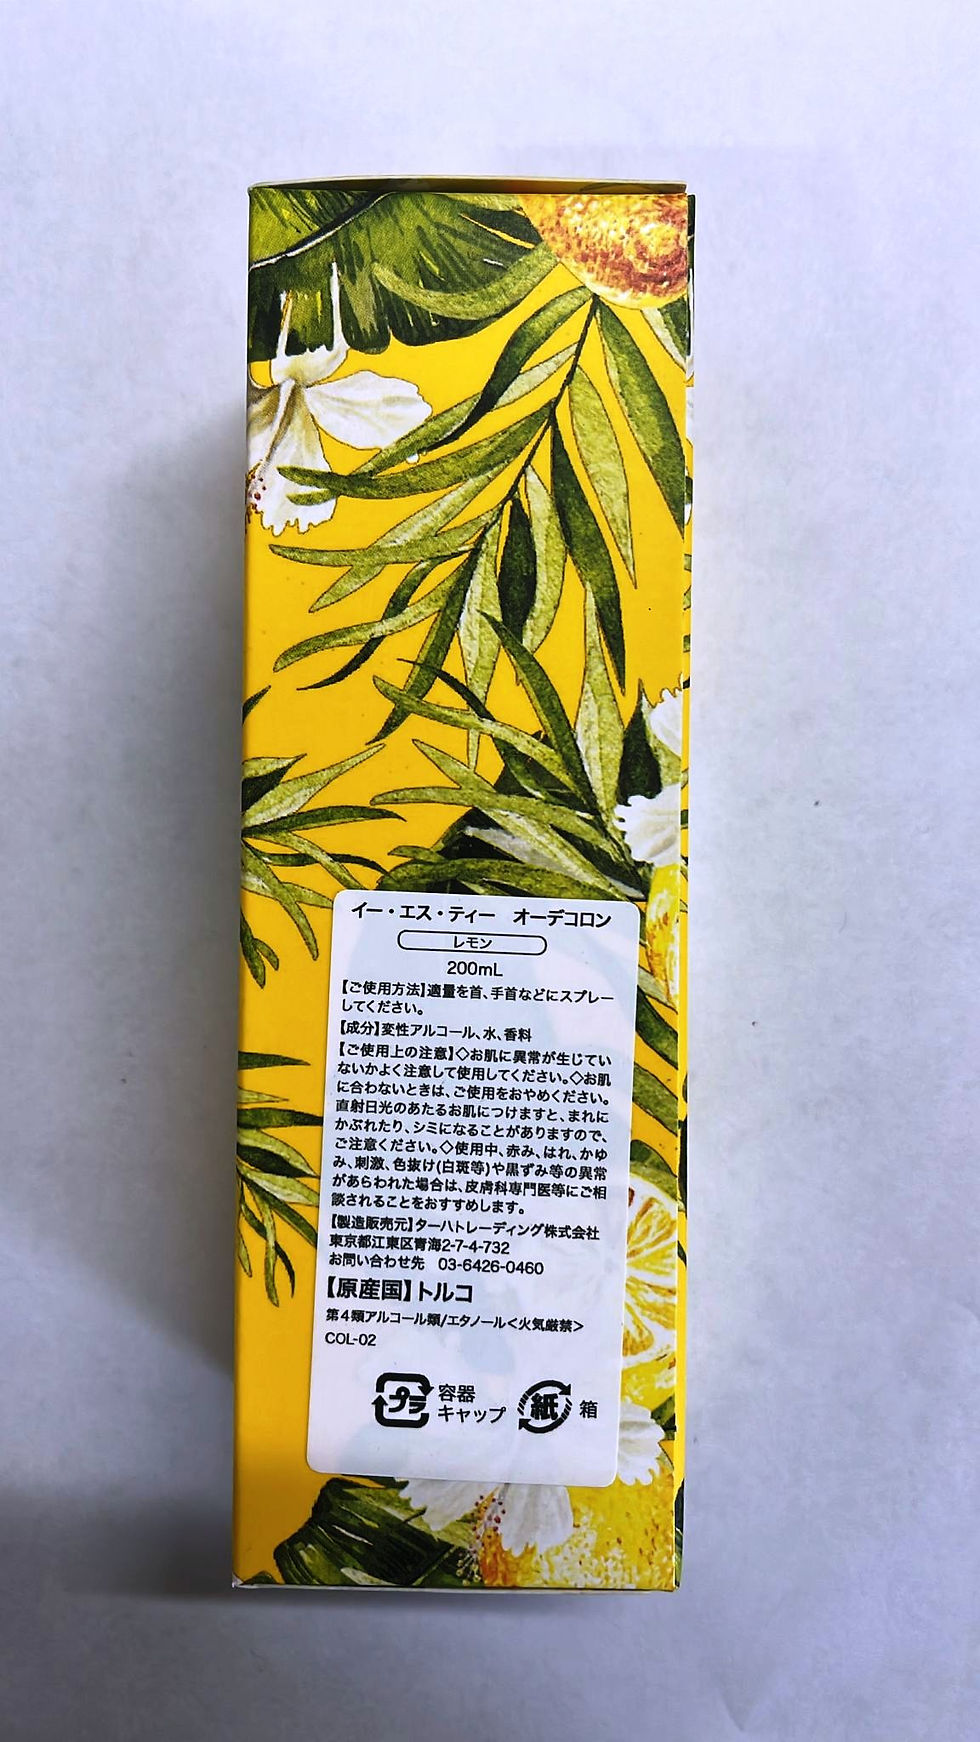 イー・エス・ティー　オーデコロン
レモン
200mL
【ご使用方法】適量を首、手首などにスプレー
してください。
【成分】変性アルコール、水、香料
【ご使用上の注意】◇お肌に異常が生じてい
ないかよく注意して使用してください。◇お肌
に合わないときは、ご使用をおやめください。
直射日光のあたるお肌につけますと、まれに
かぶれたり、シミになることがありますので、
ご注意ください。◇使用中、赤み、はれ、かゆ
み、刺激、色抜け(白斑等)や黒ずみ等の異常
があらわれた場合は、皮膚科専門医等にご相
談されることをおすすめします。
【製造販売元】ターハトレーディング株式会社
東京都江東区青海2-7-4-732
お問い合わせ先　03-6426-0460
【原産国】トルコ
第4類アルコール類/エタノール<火気厳禁>
COL-02
プラ 容器 キャップ 紙 箱